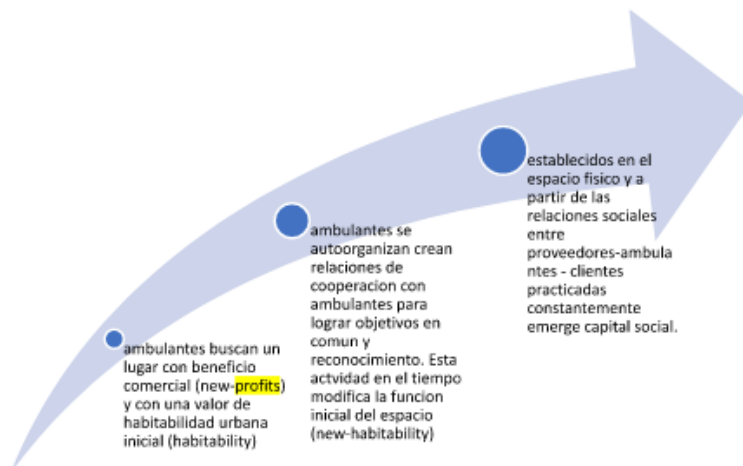 ambulantes buscan un
lugar con beneficio
comercial (new-profits)
y con una valor de
habitabilidad urbana
inicial (habitability)
ambulantes se
autoorganizan crean
relaciones de
cooperacion con
ambulantes para
lograr objetivos en
comun y
reconocimiento. Esta
actvidad en el tiempo
modifica la funcion
inicial del espacio
(new-habitability)
establecidos en el
espacio fisico y a
partir de las
relaciones sociales
entre
proveedores-ambula
ntes - clientes
practicadas
constantemente
emerge capital social.